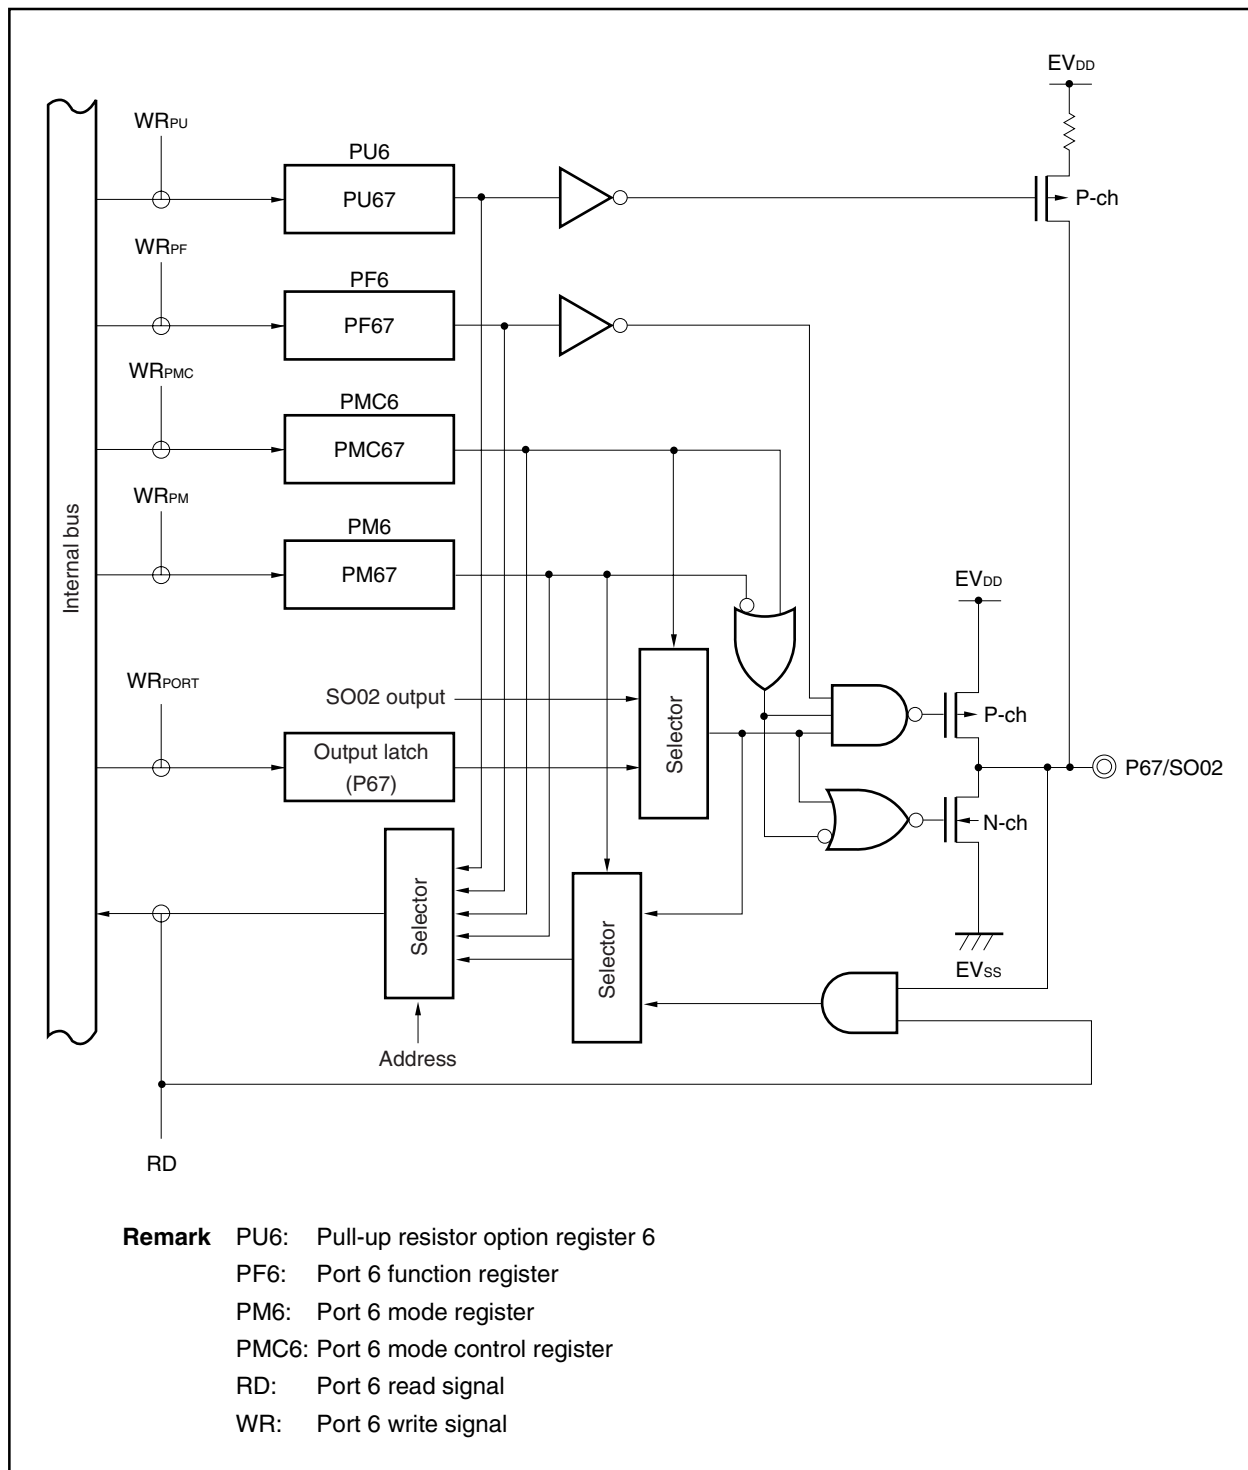 EVDD
WRPU
PU6
PU67
P-ch
WRPF
PF6
PF67
WRPMC
PMC6
PMC67
WRPM
PM6
PM67
Internal bus
EVDD
WRPORT
SO02 output
Selector
P-ch
Output latch
(P67)
P67/SO02
N-ch
Selector
Selector
EVSS
Address
RD
Remark PU6: Pull-up resistor option register 6
PF6: Port 6 function register
PM6: Port 6 mode register
PMC6: Port 6 mode control register
RD: Port 6 read signal
WR: Port 6 write signal